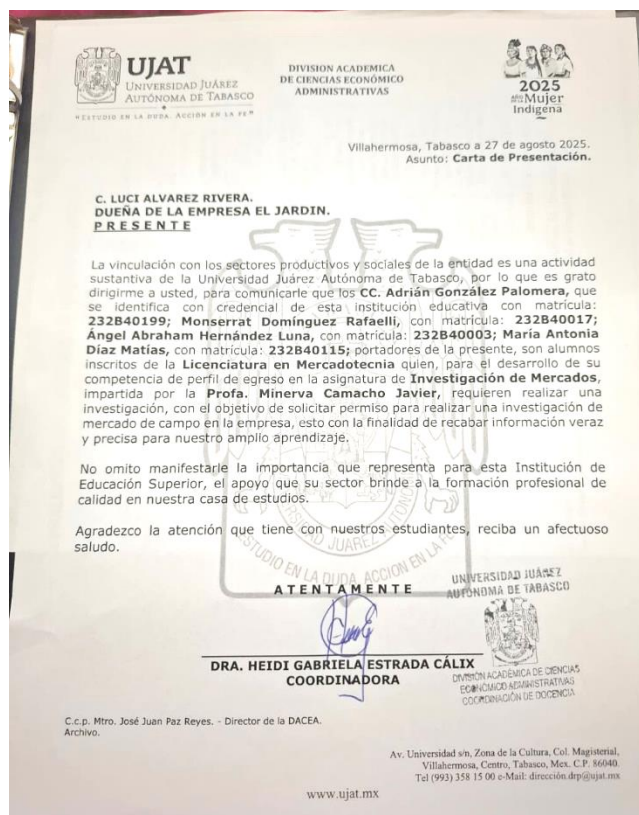 UJAT
UNIVERSIDAD JUÁREZ
AUTÓNOMA DE TABASCO
"ESTUDIO EN LA DUDA. ACCIÓN EN LA FE"
DIVISION ACADEMICA
DE CIENCIAS ECONÓMICO
ADMINISTRATIVAS
2025
Año de la
Mujer
Indígena
Villahermosa, Tabasco a 27 de agosto 2025.
Asunto: Carta de Presentación.
C. LUCI ALVAREZ RIVERA.
DUEÑA DE LA EMPRESA EL JARDIN.
P R E S E N T E
La vinculación con los sectores productivos y sociales de la entidad es una actividad
sustantiva de la Universidad Juárez Autónoma de Tabasco, por lo que es grato
dirigirme a usted, para comunicarle que los CC. Adrián González Palomera, que
se identifica con credencial de esta institución educativa con matrícula:
232B40199; Monserrat Domínguez Rafaelli, con matrícula: 232B40017;
Ángel Abraham Hernández Luna, con matrícula: 232B40003; María Antonia
Díaz Matías, con matrícula: 232B40115; portadores de la presente, son alumnos
inscritos de la Licenciatura en Mercadotecnia quien, para el desarrollo de su
competencia de perfil de egreso en la asignatura de Investigación de Mercados,
impartida por la Profa. Minerva Camacho Javier, requieren realizar una
investigación, con el objetivo de solicitar permiso para realizar una investigación de
mercado de campo en la empresa, esto con la finalidad de recabar información veraz
y precisa para nuestro amplio aprendizaje.
No omito manifestarle la importancia que representa para esta Institución de
Educación Superior, el apoyo que su sector brinde a la formación profesional de
calidad en nuestra casa de estudios.
Agradezco la atención que tiene con nuestros estudiantes, reciba un afectuoso
saludo.
A T E N T A M E N T E
UNIVERSIDAD JUÁREZ
AUTÓNOMA DE TABASCO
DRA. HEIDI GABRIELA ESTRADA CÁLIX
COORDINADORA
DIVISIÓN ACADÉMICA DE CIENCIAS
ECONÓMICO ADMINISTRATIVAS
COORDINACIÓN DE DOCENCIA
C.c.p. Mtro. José Juan Paz Reyes. - Director de la DACEA.
Archivo.
Av. Universidad s/n, Zona de la Cultura, Col. Magisterial,
Villahermosa, Centro, Tabasco, Mex. C.P. 86040.
Tel (993) 358 15 00 e-Mail: dirección.drp@ujat.mx
www.ujat.mx